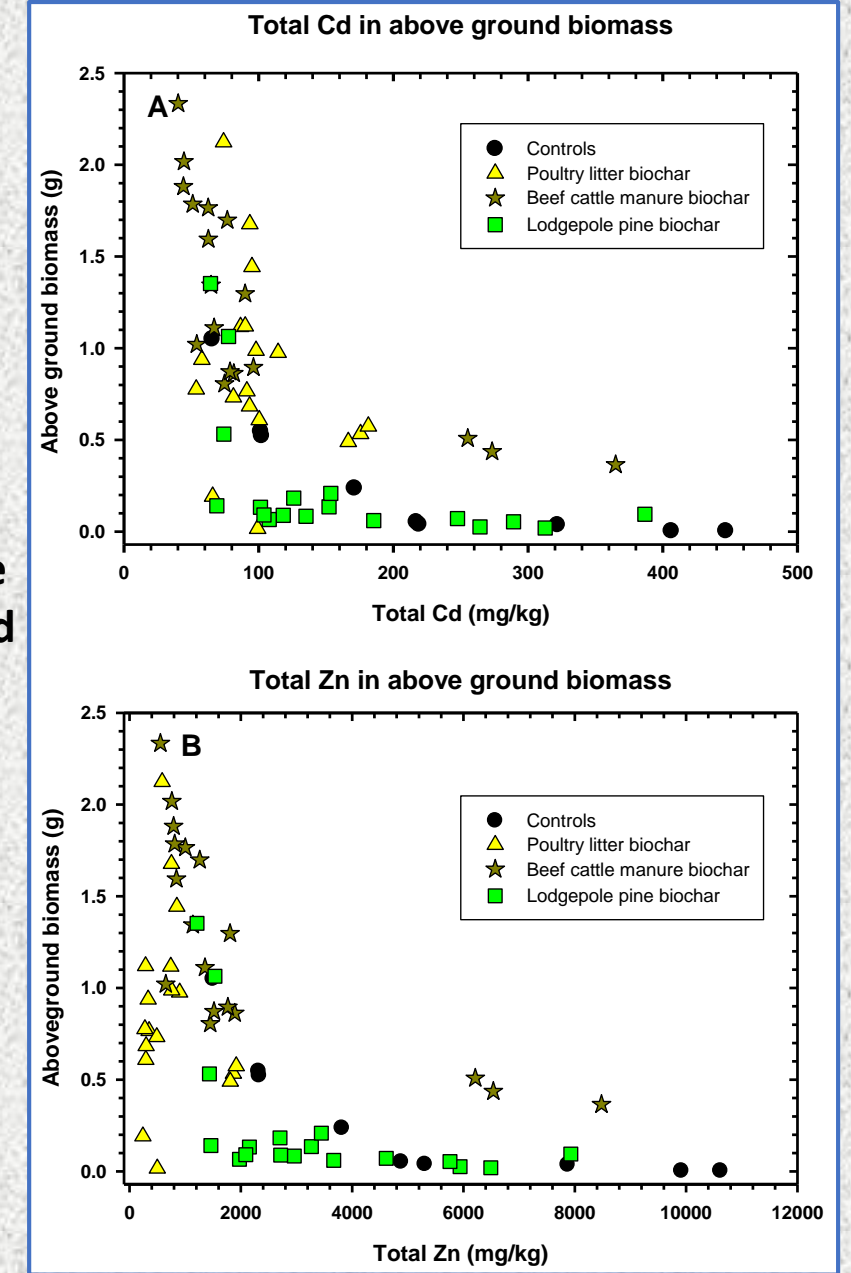 Total Cd in above ground biomass
2.5
A
2.0
1.5
1.0
0.5
0.0
Above ground biomass (g)
Controls
Poultry litter biochar
Beef cattle manure biochar
Lodgepole pine biochar
0 100 200 300 400 500
Total Cd (mg/kg)
e
d
Total Zn in above ground biomass
2.5
B
2.0
1.5
1.0
0.5
0.0
Aboveground biomass (g)
Controls
Poultry litter biochar
Beef cattle manure biochar
Lodgepole pine biochar
0 2000 4000 6000 8000 10000 12000
Total Zn (mg/kg)